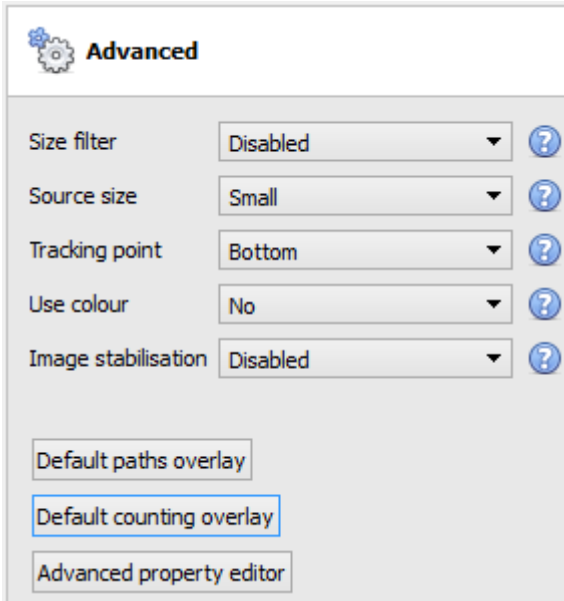 Advanced
Size filter Disabled
Source size Small
Tracking point Bottom
Use colour No
Image stabilisation Disabled
Default paths overlay
Default counting overlay
Advanced property editor